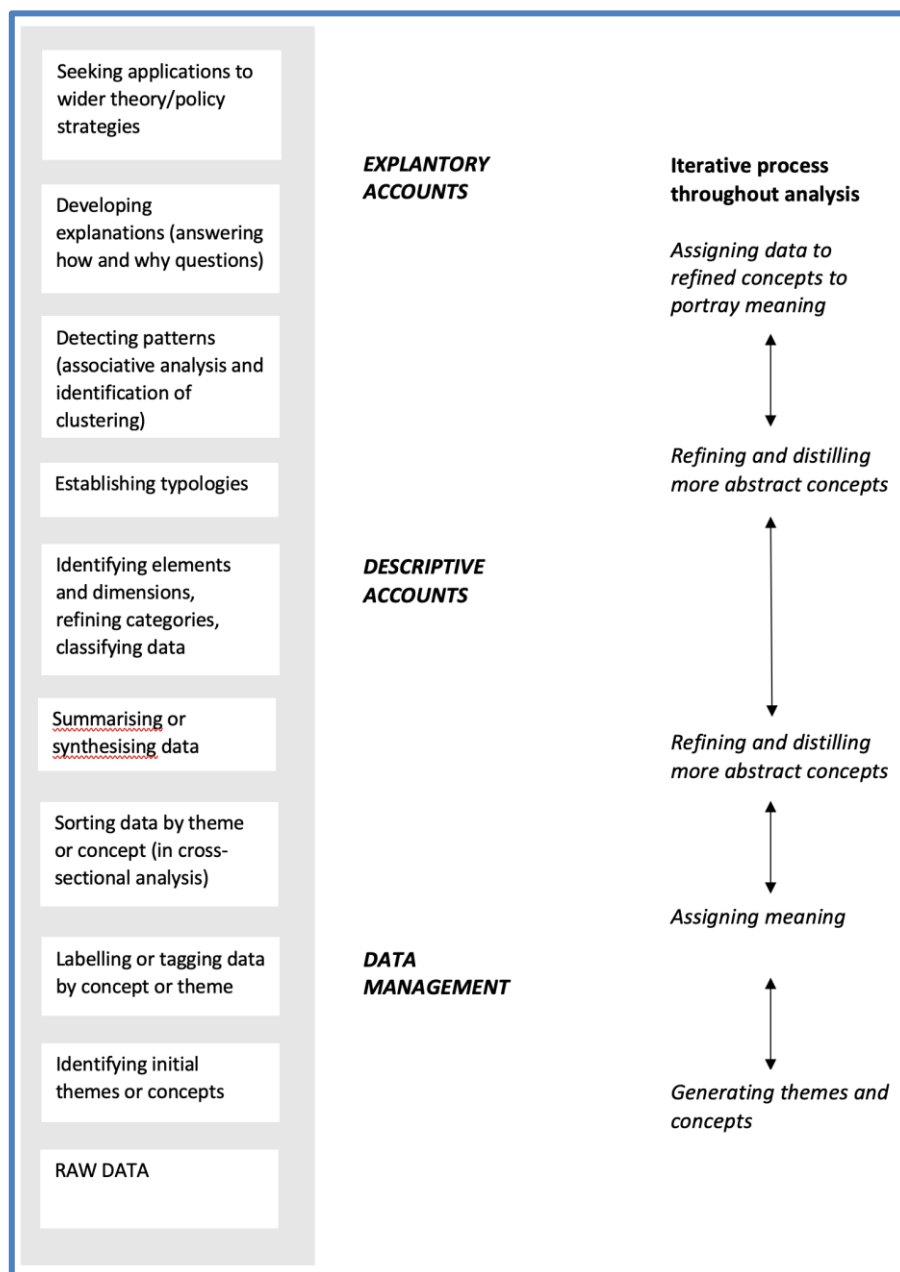 Seeking applications to
wider theory/policy
strategies
Developing
explanations (answering
how and why questions)
Detecting patterns
(associative analysis and
identification of
clustering)
Establishing typologies
Identifying elements
and dimensions,
refining categories,
classifying data
Summarising or
synthesising data
Sorting data by theme
or concept (in cross-
sectional analysis)
Labelling or tagging data
by concept or theme
Identifying initial
themes or concepts
RAW DATA
EXPLANTORY
ACCOUNTS
DESCRIPTIVE
ACCOUNTS
DATA
MANAGEMENT
Iterative process
throughout analysis
Assigning data to
refined concepts to
portray meaning
Refining and distilling
more abstract concepts
Refining and distilling
more abstract concepts
Assigning meaning
Generating themes and
concepts